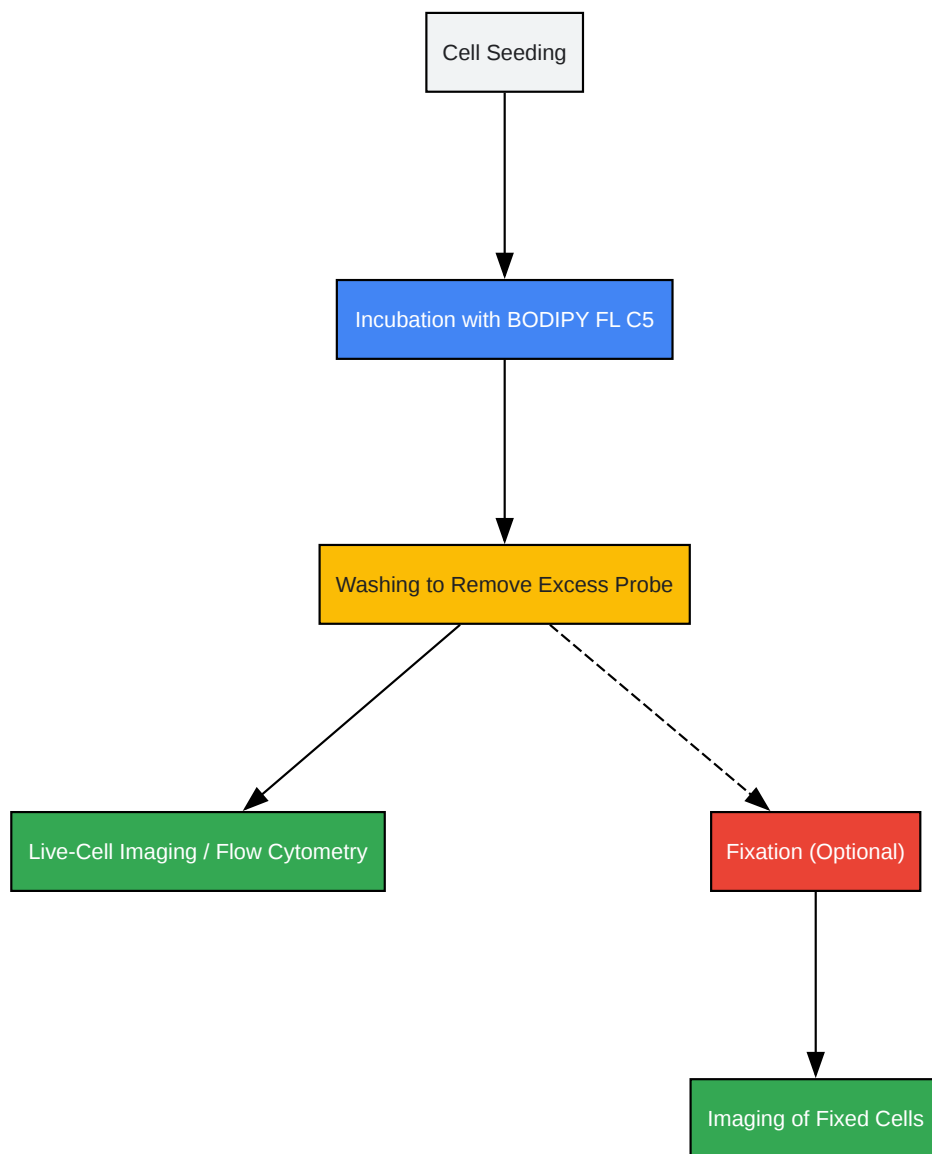 Cell Seeding
Incubation with BODIPY FL C5
Washing to Remove Excess Probe
Live-Cell Imaging / Flow Cytometry
Fixation (Optional)
Imaging of Fixed Cells